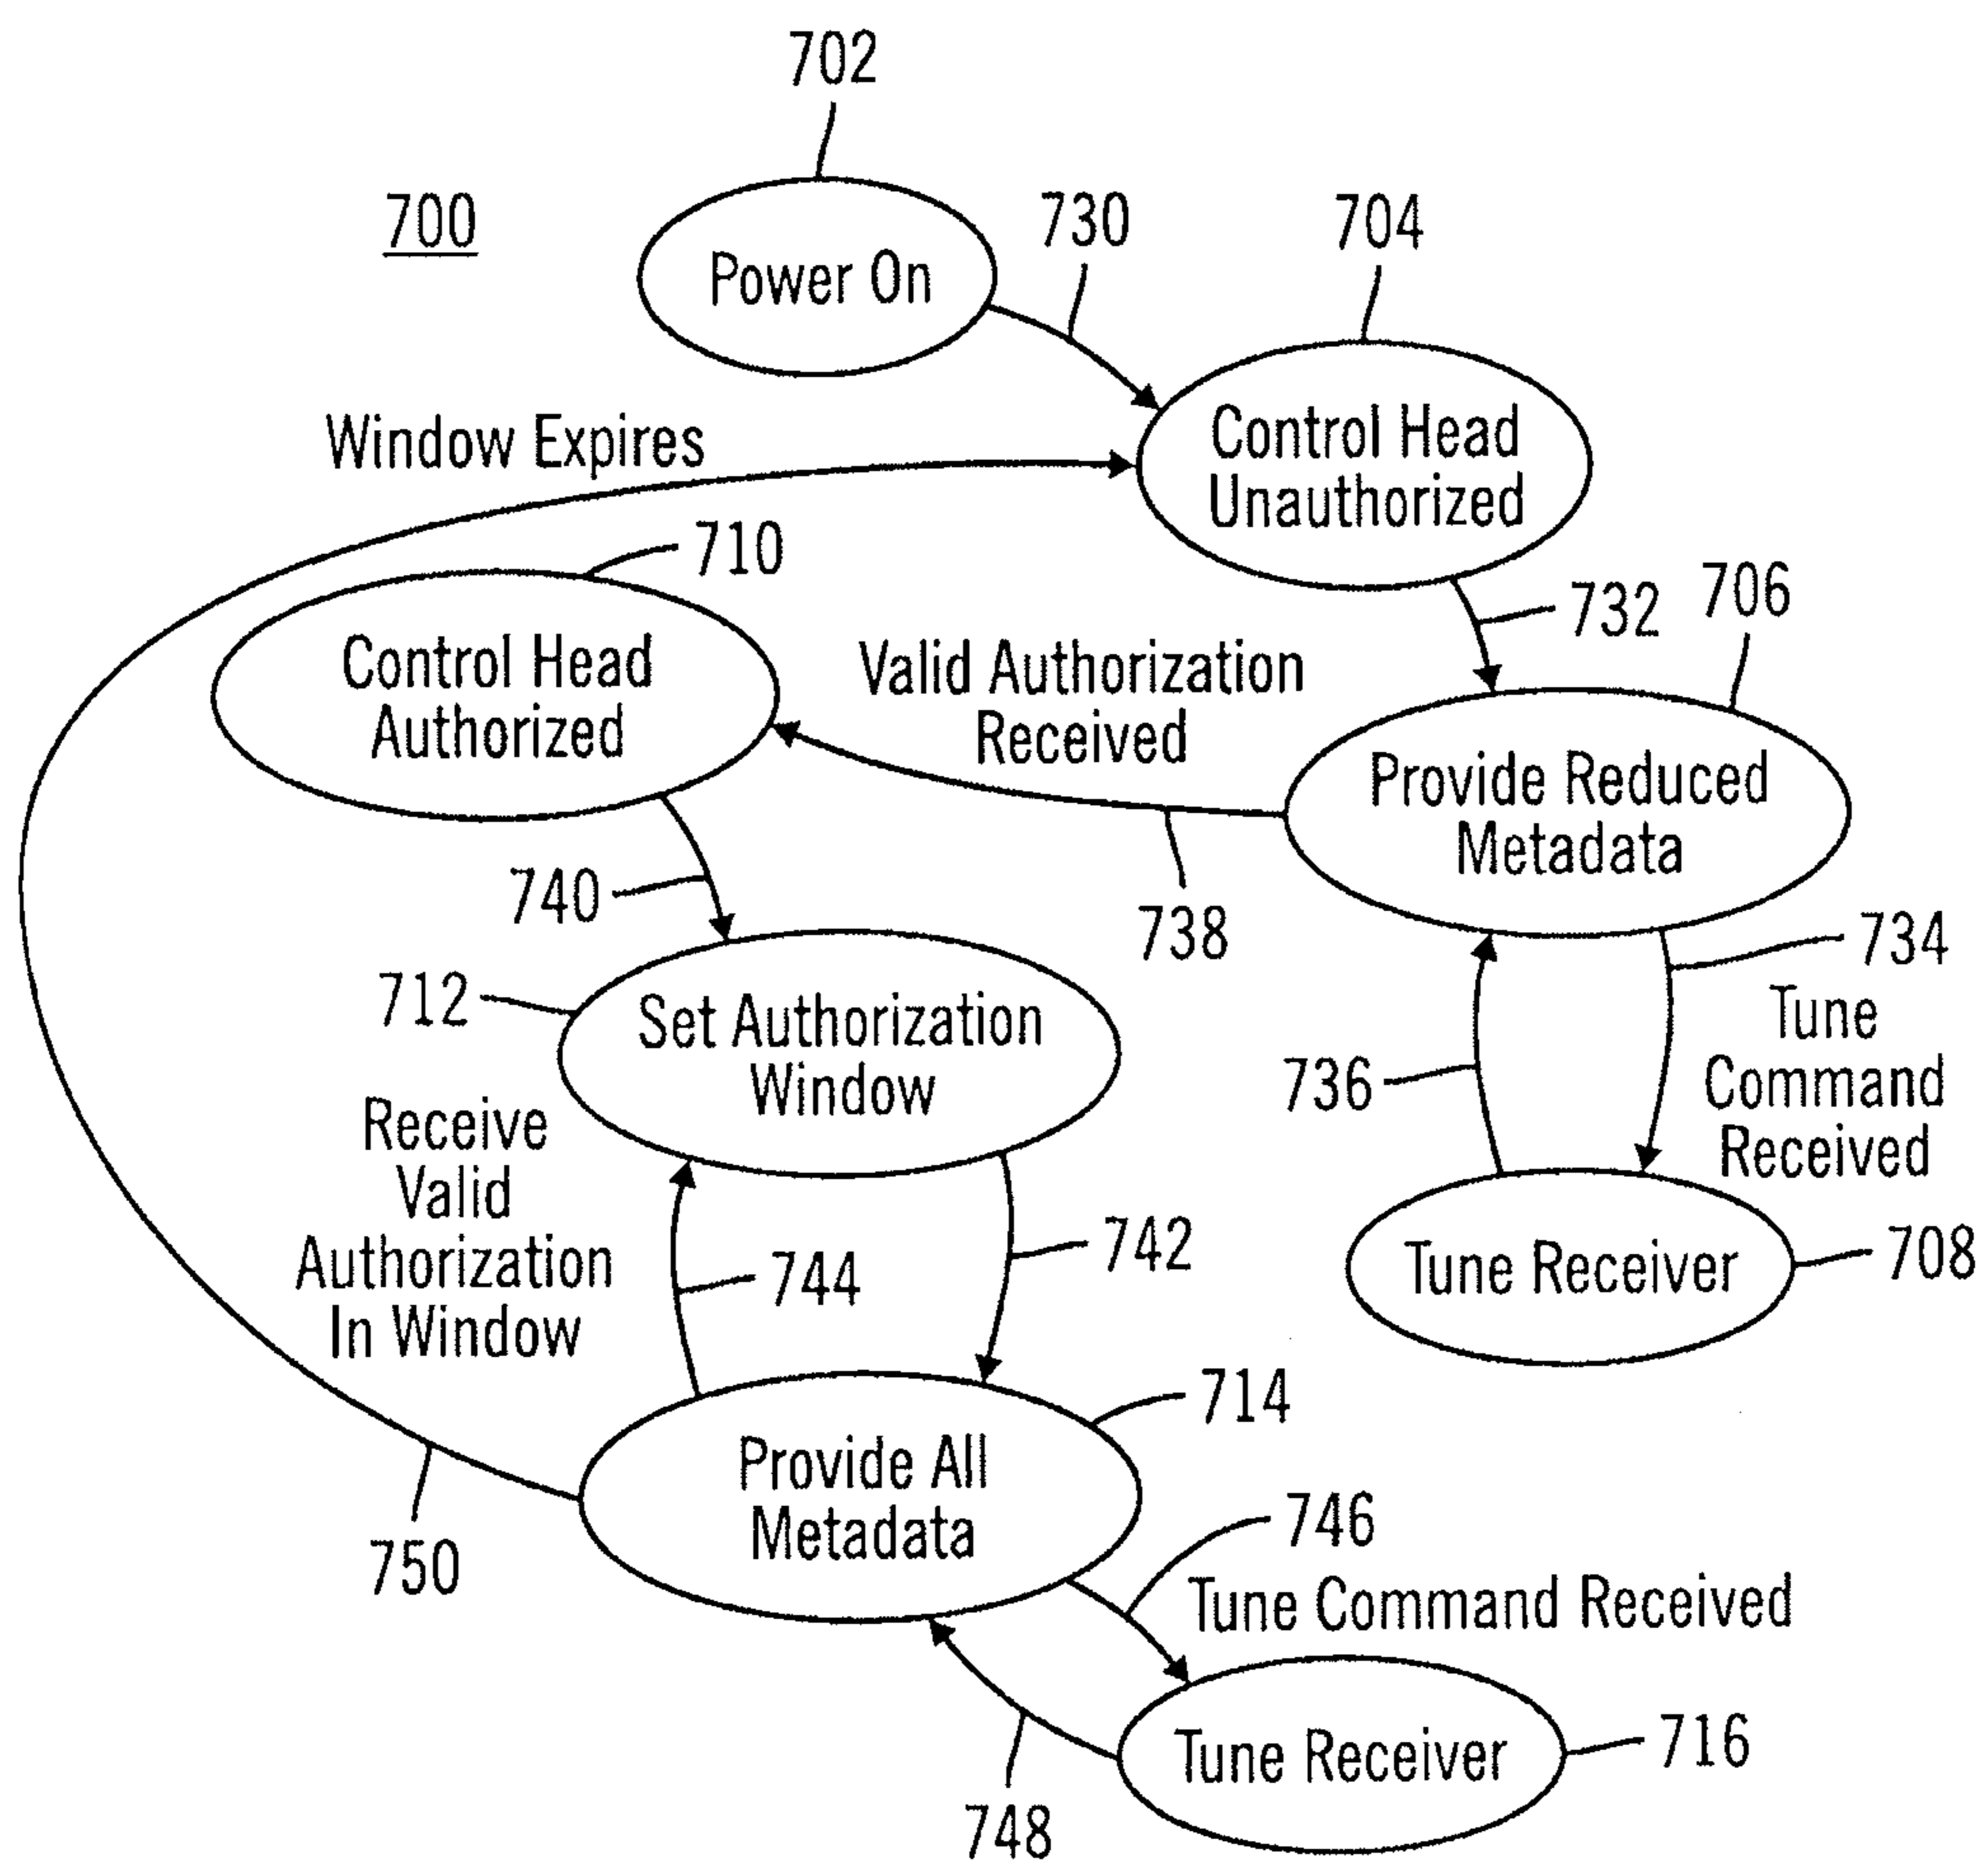 702
700
730
704
Power On
Control Head
Unauthorized
Window Expires
710
732
706
Control Head
Authorized
Valid Authorization
Received
Provide Reduced
Metadata
740
738
734
712
Set Authorization
Window
Tune
Command
Received
736
Receive
Valid
Authorization
In Window
744
742
Tune Receiver
708
714
Provide All
Metadata
750
746
Tune Command Received
Tune Receiver
716
748